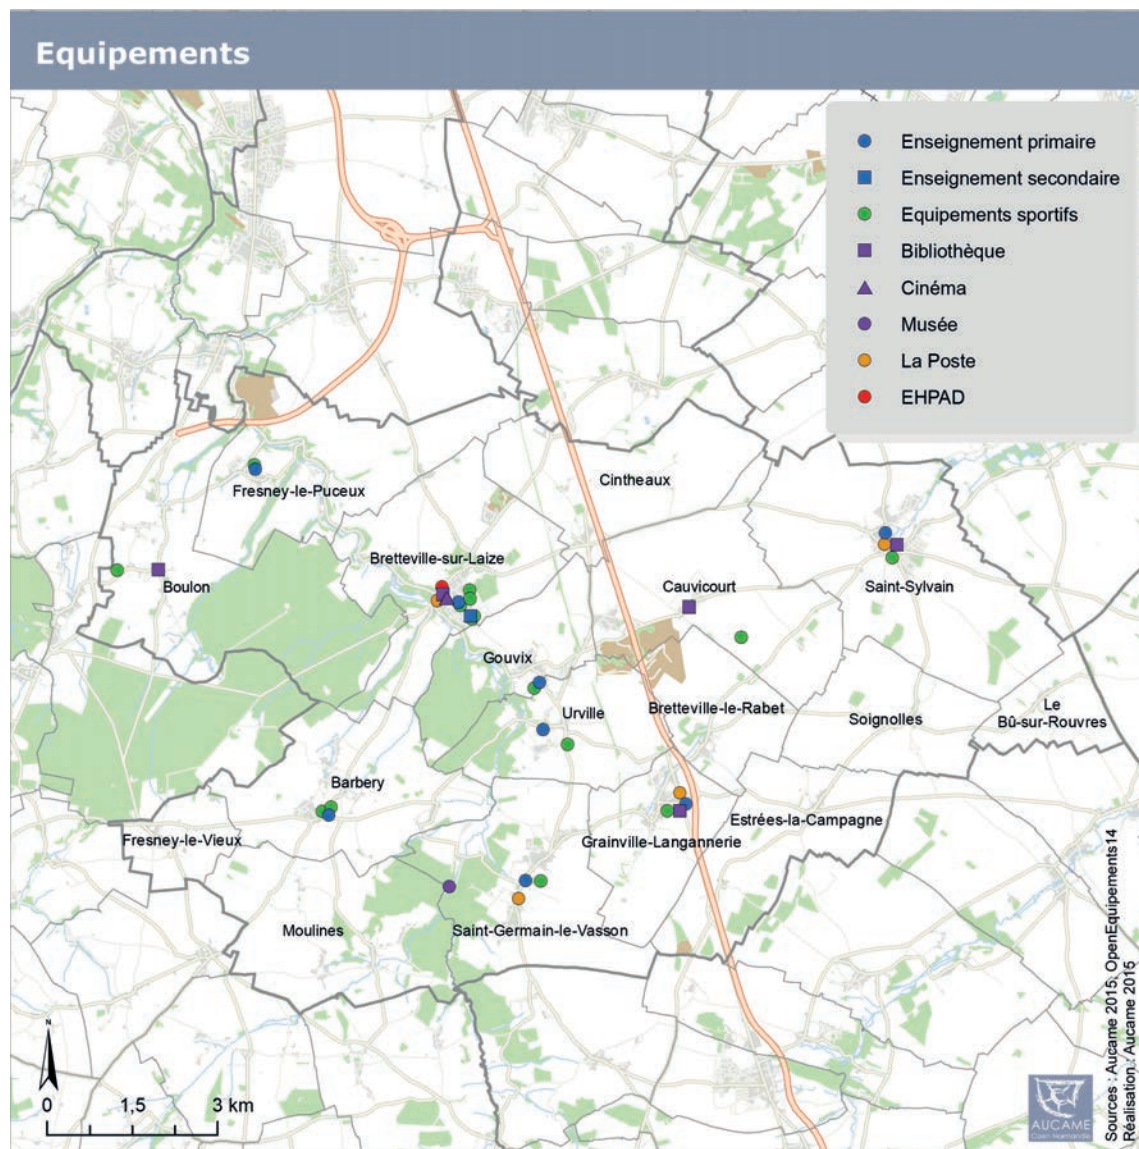 Equipements
Enseignement primaire
Enseignement secondaire
Equipements sportifs
Bibliothèque
Cinéma
Musée
La Poste
EHPAD
Fresney-le-Puceux
Cintheaux
Bretteville-sur-Laize
Boulon
Cauvicourt
Saint-Sylvain
Gouvix
Urville
Bretteville-le-Rabet
Soignolles
Le
Bû-sur-Rouvres
Barbery
Fresney-le-Vieux
Estrées-la-Campagne
Grainville-Langannerie
Moulines
Saint-Germain-le-Vasson
N
0 1,5 3 km
AUCAME
Caen Normandie
Sources : Aucame 2015, OpenEquipements14
Réalisation : Aucame 2015